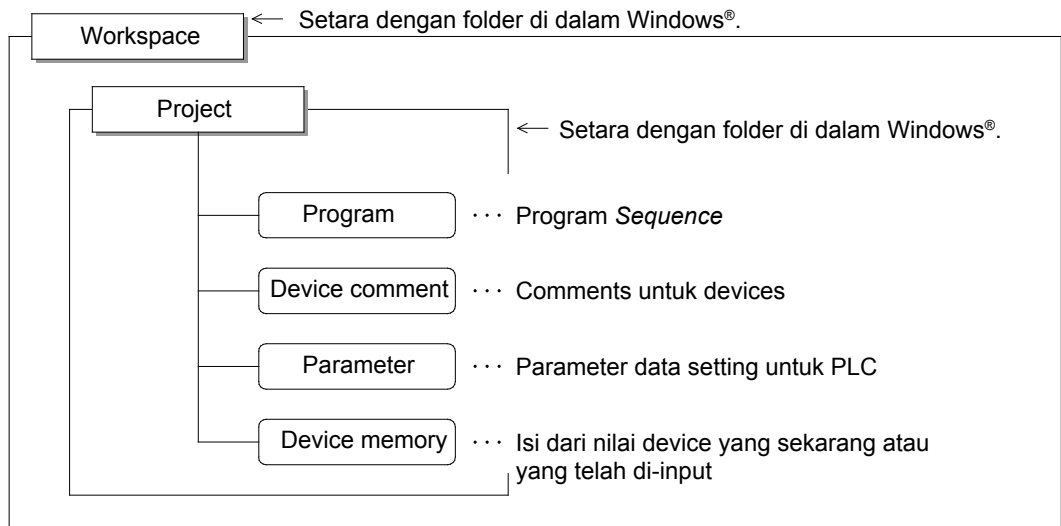 Workspace
← Setara dengan folder di dalam Windows®.
Project
← Setara dengan folder di dalam Windows®.
Program ··· Program Sequence
Device comment ··· Comments untuk devices
Parameter ··· Parameter data setting untuk PLC
Device memory ··· Isi dari nilai device yang sekarang atau
yang telah di-input